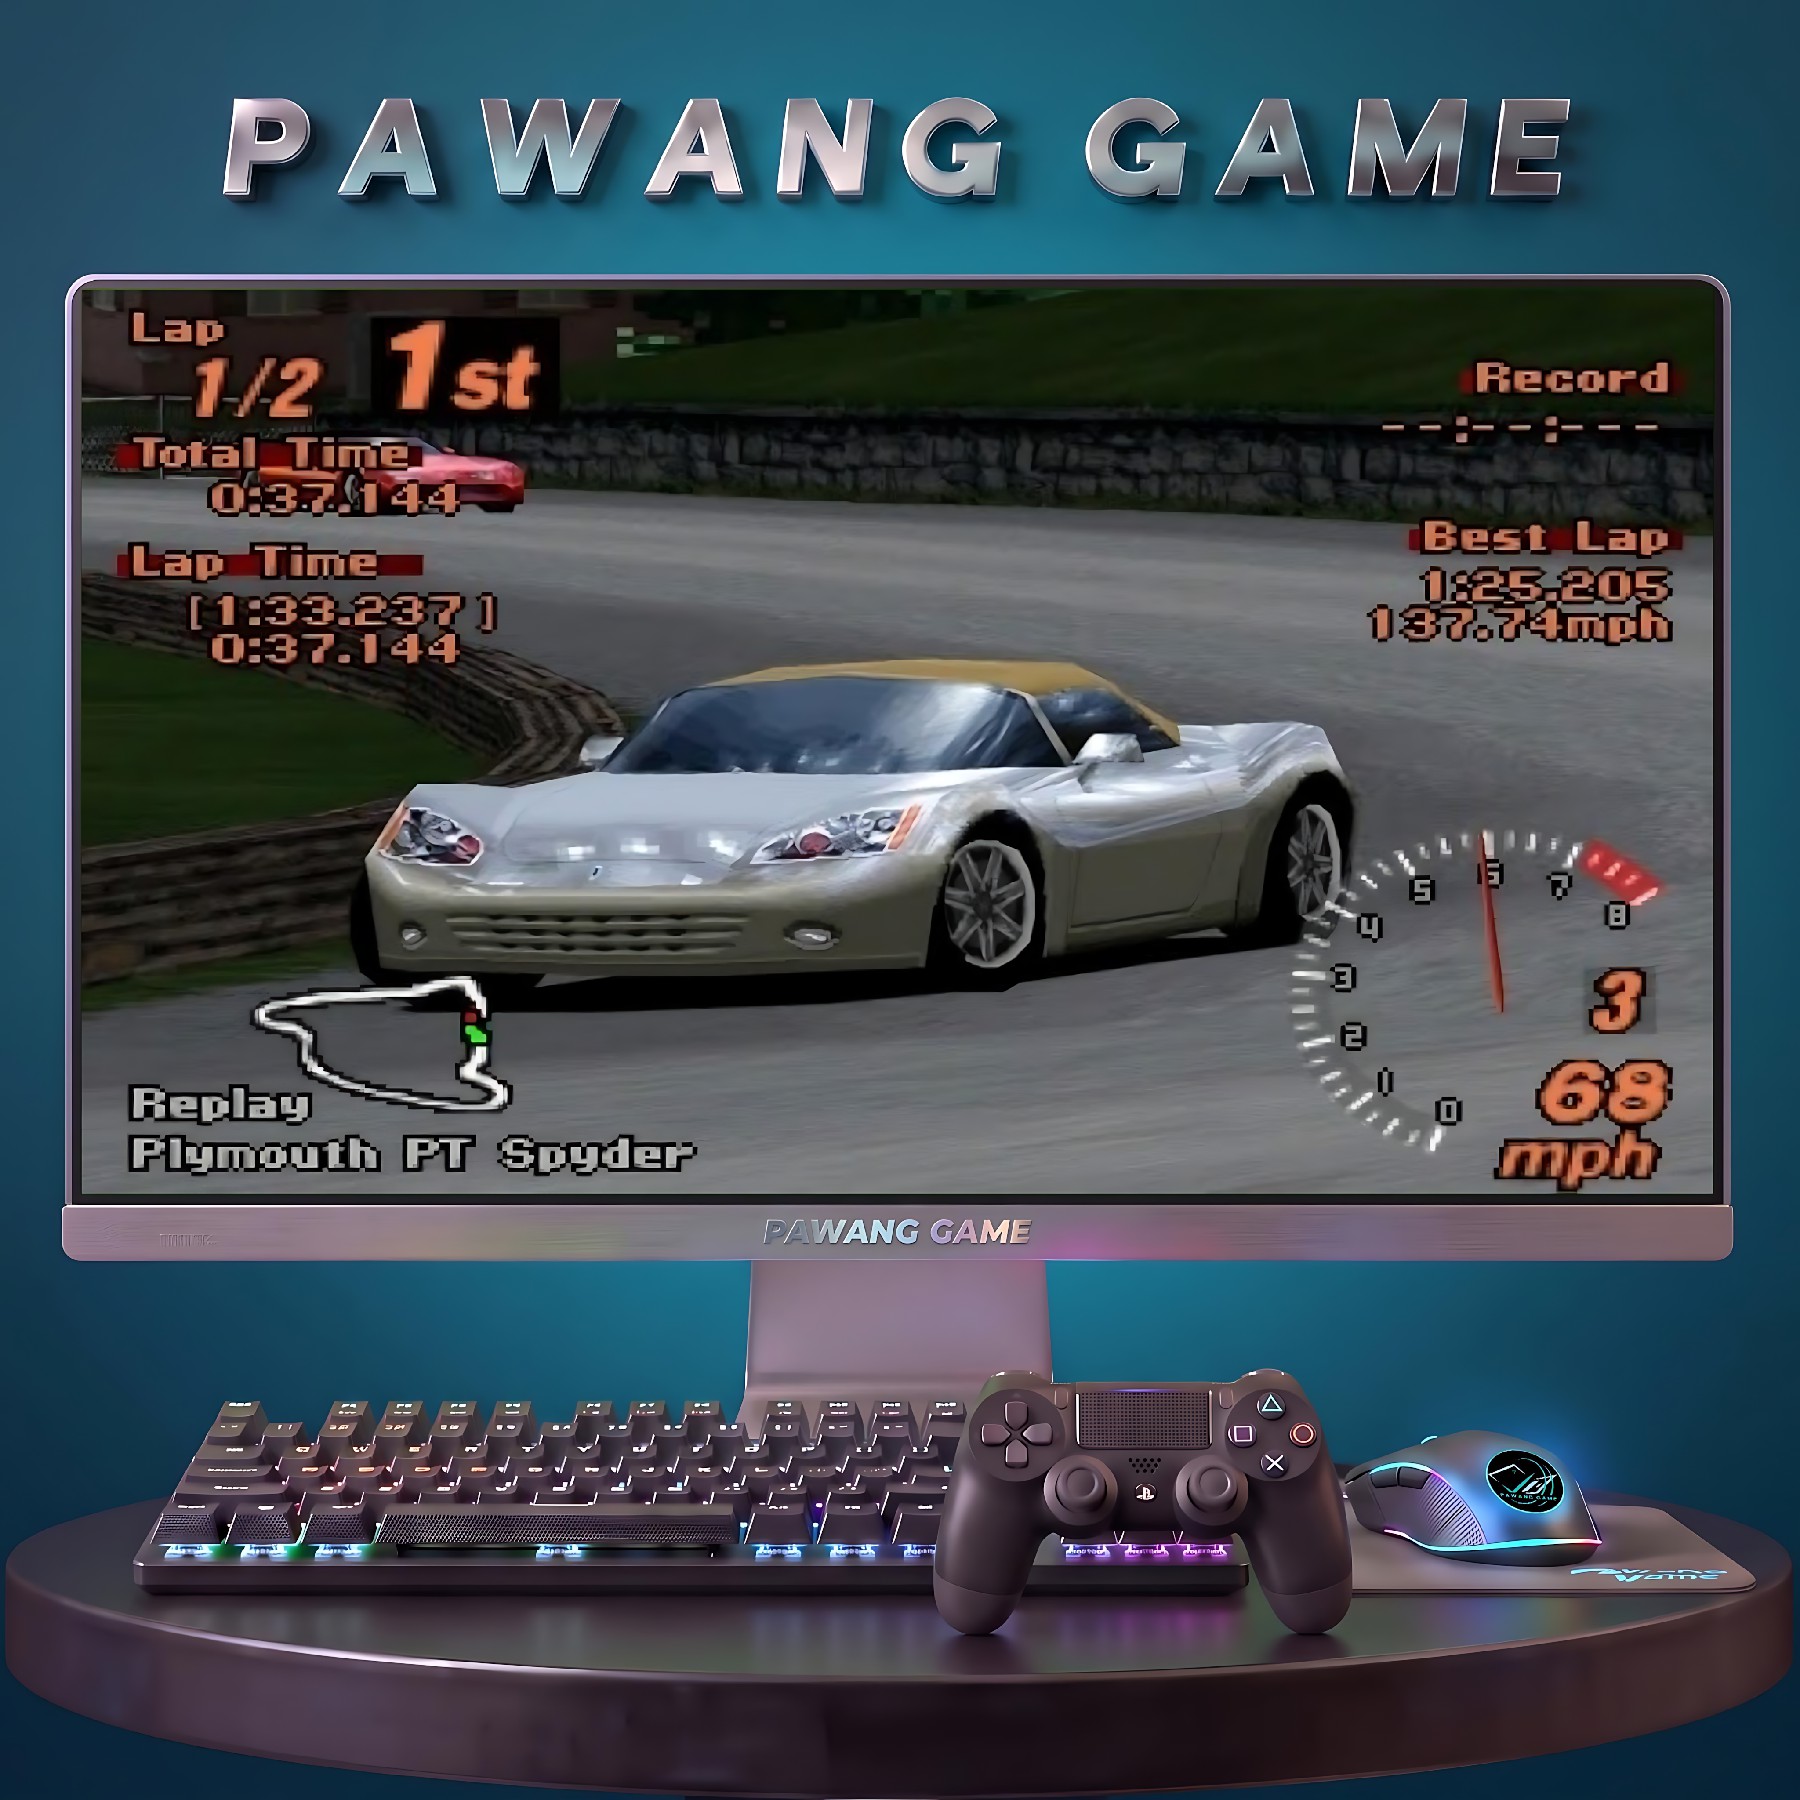 PAWANG GAME
Lap
1/2
1st
Total Time
0:37.144
Lap Time
[1:33.237]
0:37.144
Record
--:--:---
Best Lap
1:25.205
137.74mph
0
1
2
3
4
5
6
7
8
3
68
mph
Replay
Plymouth PT Spyder
PAWANG GAME
PAWANG GAME